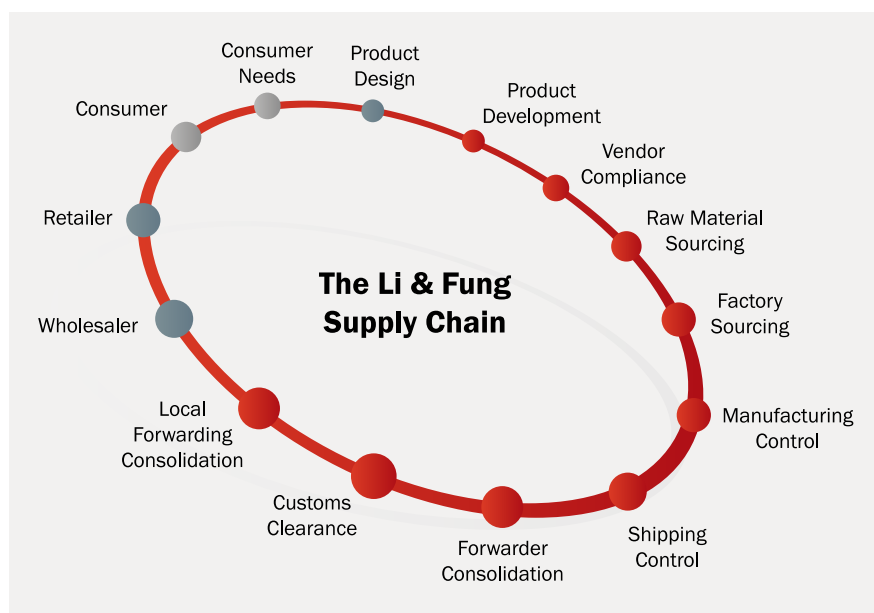 Consumer
Needs
Product
Design
Product
Development
Vendor
Compliance
Raw Material
Sourcing
Factory
Sourcing
Manufacturing
Control
Shipping
Control
Forwarder
Consolidation
Customs
Clearance
Local
Forwarding
Consolidation
Wholesaler
Retailer
Consumer
The Li & Fung
Supply Chain